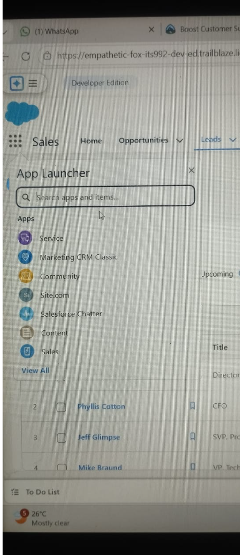 (1) WhatsApp
Boost Customer Su
https://empathetic-fox-its992-dev-ed.trailblaze.li
Developer Edition
Sales
Home
Opportunities
Leads
App Launcher
Search apps and items...
Apps
Service
Marketing CRM Classic
Community
Sitelcom
Salesforce Chatter
Content
Sales
View All
Upcoming
Title
Director
2 Phyllis Cotton CFO
3 Jeff Glimpse SVP, Pro
4 Mike Braund VP, Tech
To Do List
26°C
Mostly clear